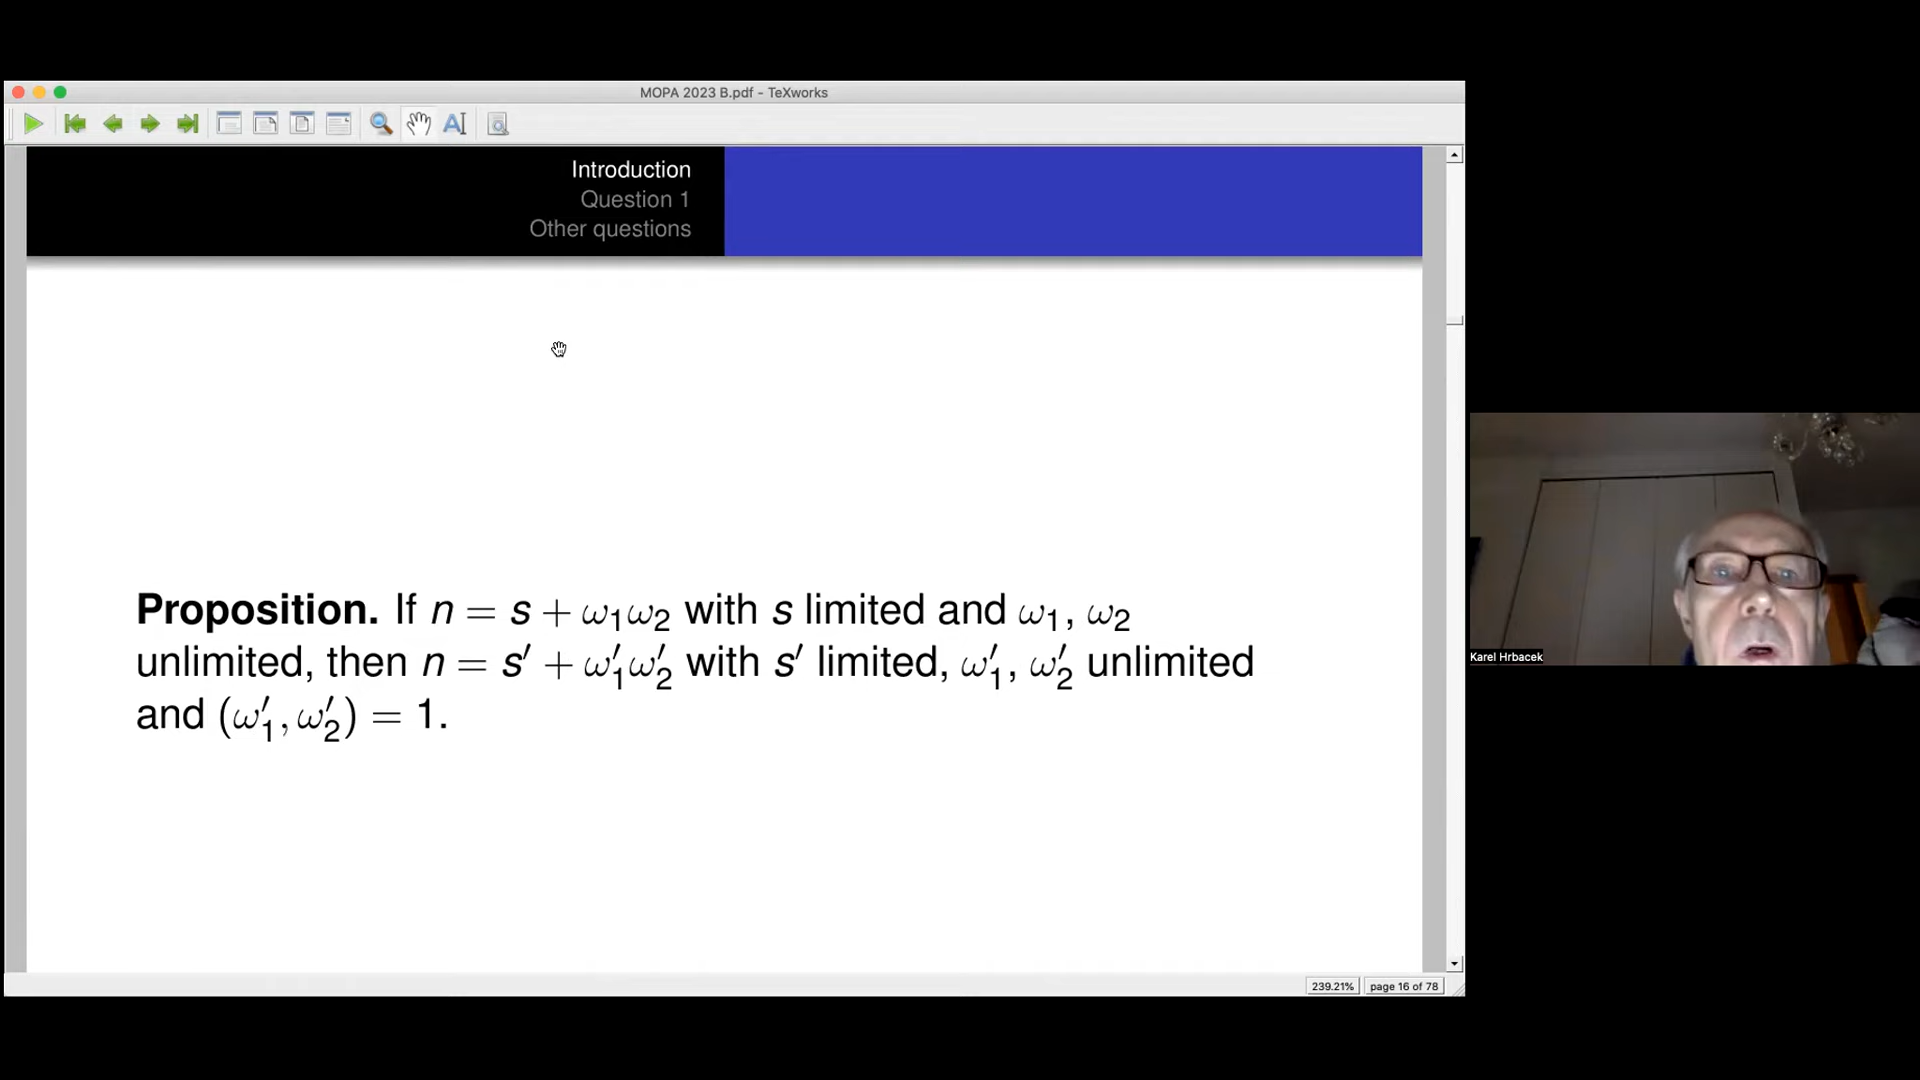 MOPA 2023 B.pdf - TeXworks
Introduction
Question 1
Other questions
Proposition. If n = s + ω₁ω₂ with s limited and ω₁, ω₂
unlimited, then n = s′ + ω′₁ω′₂ with s′ limited, ω′₁, ω′₂ unlimited
and (ω′₁, ω′₂) = 1.
Karel Hrbacek
239.21% page 16 of 78